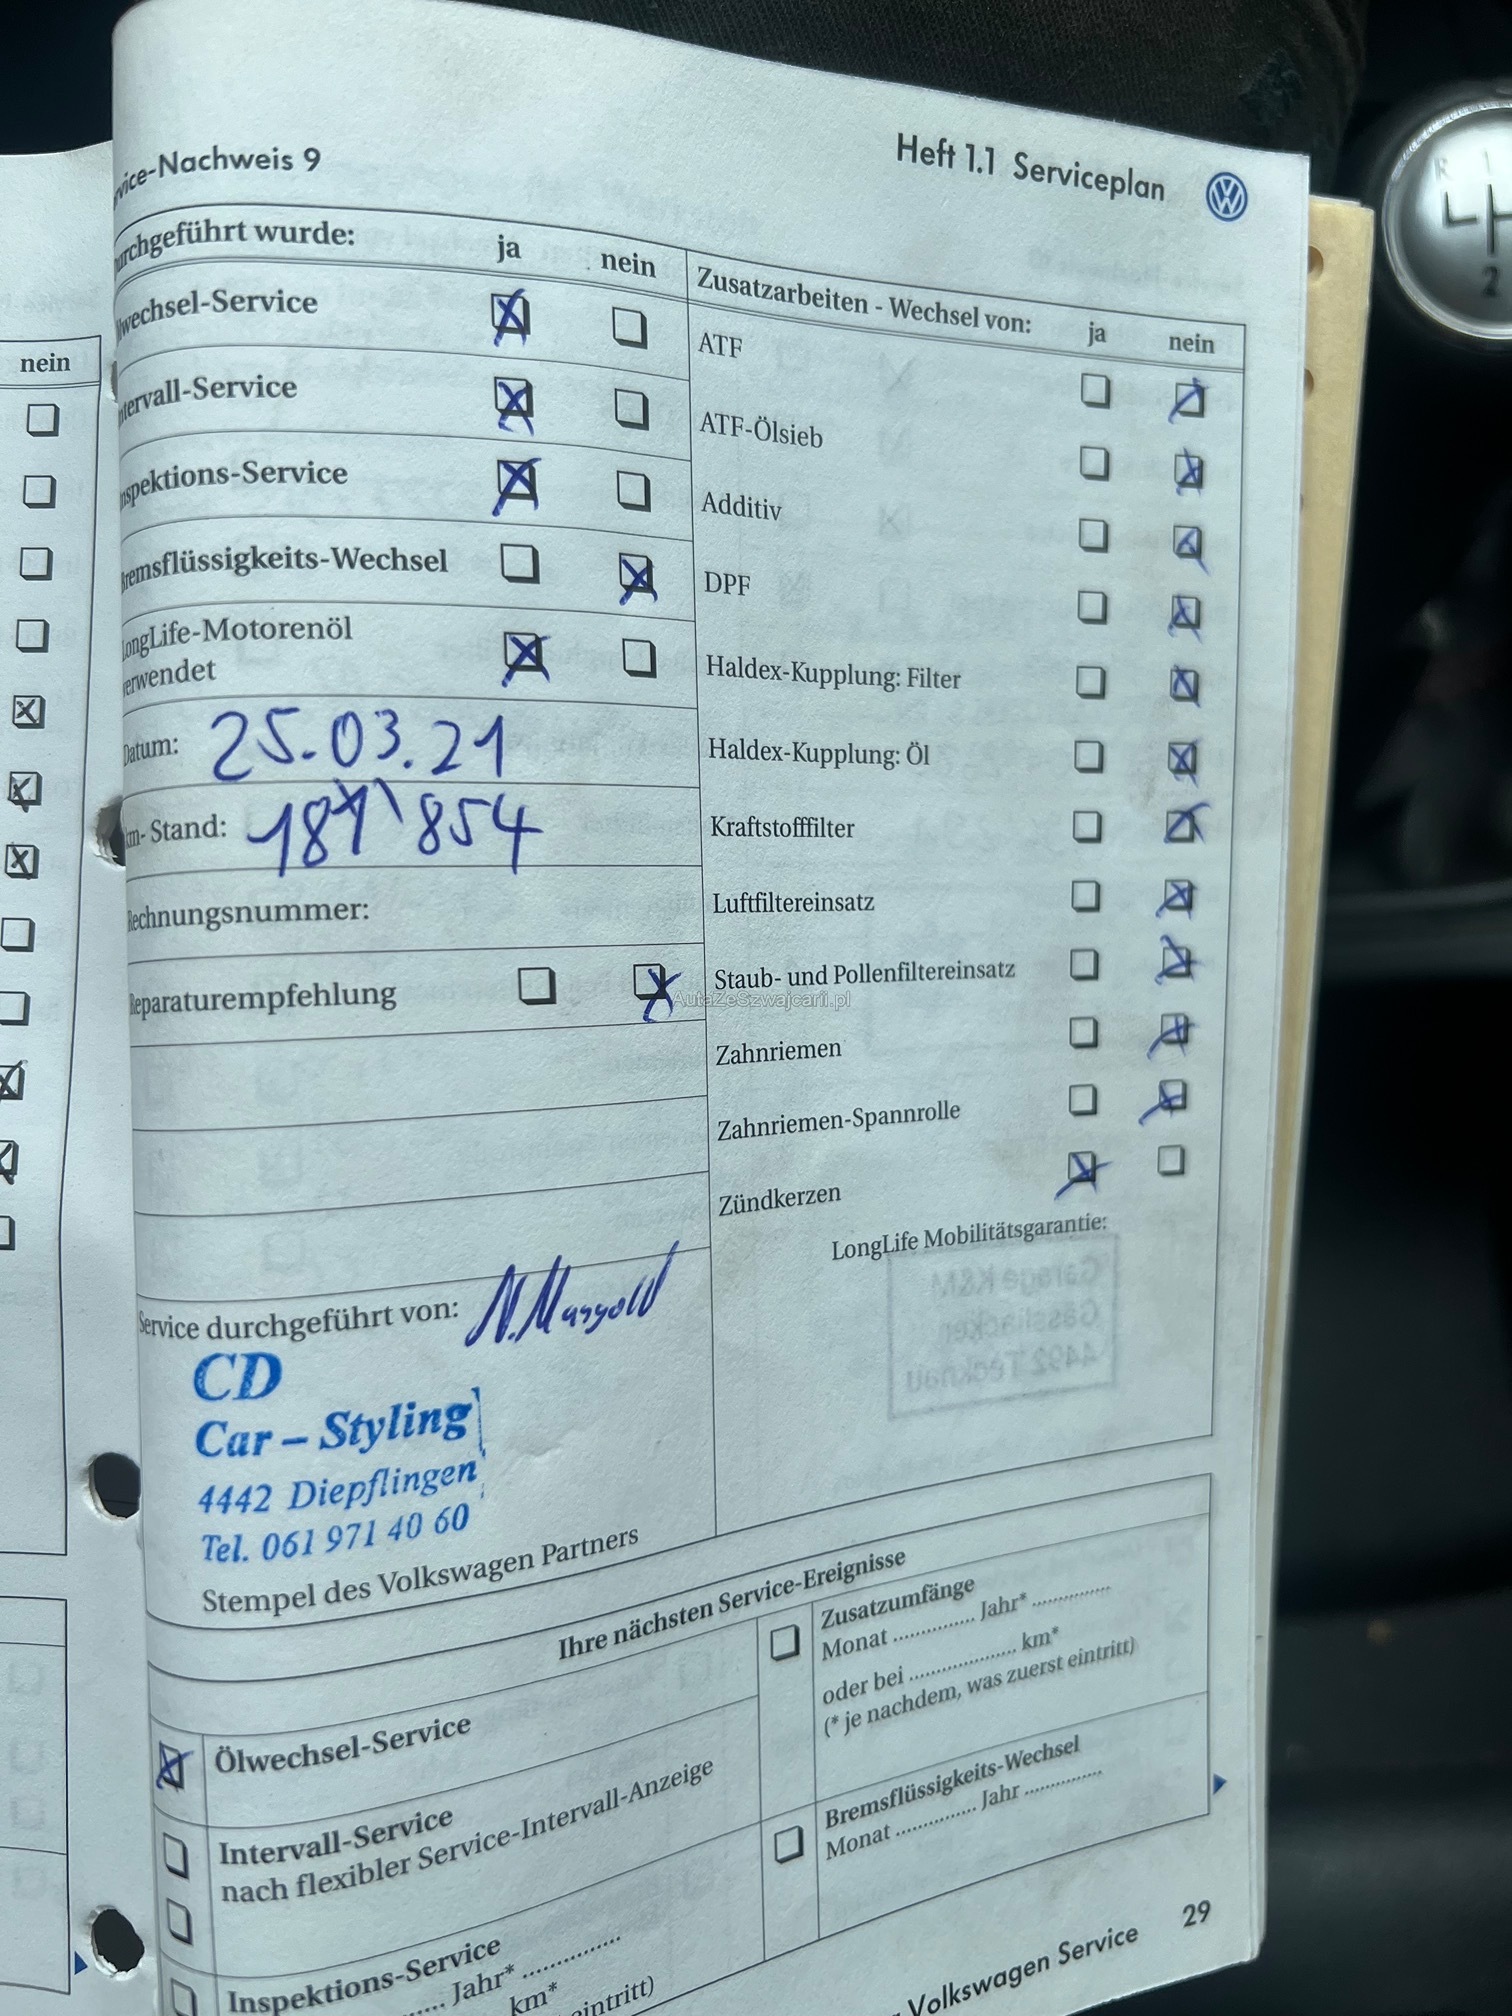 nein
vice-Nachweis 9
Heft 1.1 Serviceplan
urchgeführt wurde: ja nein
lwechsel-Service
ntervall-Service
nspektions-Service
Bremsflüssigkeits-Wechsel
LongLife-Motorenöl
verwendet
Datum: 25.03.21
km- Stand: 187'854
Rechnungsnummer:
Reparaturempfehlung
Service durchgeführt von:
CD
Car – Styling
4442 Diepflingen
Tel. 061 971 40 60
Stempel des Volkswagen Partners
Zusatzarbeiten - Wechsel von: ja nein
ATF
ATF-Ölsieb
Additiv
DPF
Haldex-Kupplung: Filter
Haldex-Kupplung: Öl
Kraftstofffilter
Luftfiltereinsatz
Staub- und Pollenfiltereinsatz
Zahnriemen
Zahnriemen-Spannrolle
Zündkerzen
LongLife Mobilitätsgarantie:
AutaZeSzwajcarii.pl
Ihre nächsten Service-Ereignisse
Ölwechsel-Service
Intervall-Service
nach flexibler Service-Intervall-Anzeige
Inspektions-Service
Jahr*
km*
eintritt)
Zusatzumfänge
Monat .............. Jahr* ..............
oder bei .................... km*
(* je nachdem, was zuerst eintritt)
Bremsflüssigkeits-Wechsel
Monat .............. Jahr ..............
Volkswagen Service 29
R 1
2